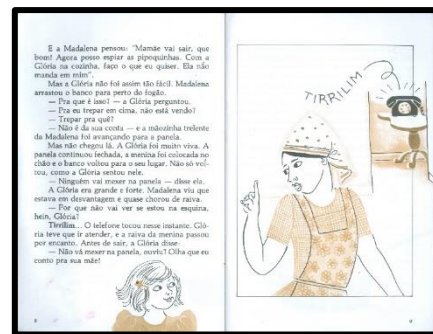 E a Madalena pensou: "Mamãe vai sair, que
bom! Agora posso espiar as pipoquinhas. Com a
Glória na cozinha, faço o que eu quiser. Ela não
manda em mim".
Mas a Glória não foi assim tão fácil. Madalena
arrastou o banco para perto do fogão.
— Pra que é isso? — a Glória perguntou.
— Pra eu trepar em cima, não está vendo?
— Trepar pra quê?
— Não é da sua conta — e a mãozinha trelente
da Madalena foi avançando para a panela.
Mas não chegou lá. A Glória foi muito viva. A
panela continuou fechada, a menina foi colocada no
chão e o banco voltou para o seu lugar. Não só vol-
tou, como a Glória sentou nele.
— Ninguém vai mexer na panela — disse ela.
A Glória era grande e forte. Madalena viu que
estava em desvantagem e quase chorou de raiva.
— Por que não vai ver se estou na esquina,
hein, Glória?
Tirrilim... O telefone tocou nesse instante. Gló-
ria teve que ir atender, e a raiva da menina passou
por encanto. Antes de sair, a Glória disse:
— Não vá mexer na panela, ouviu? Olha que eu
conto pra sua mãe!
8
TIRRILIM
9